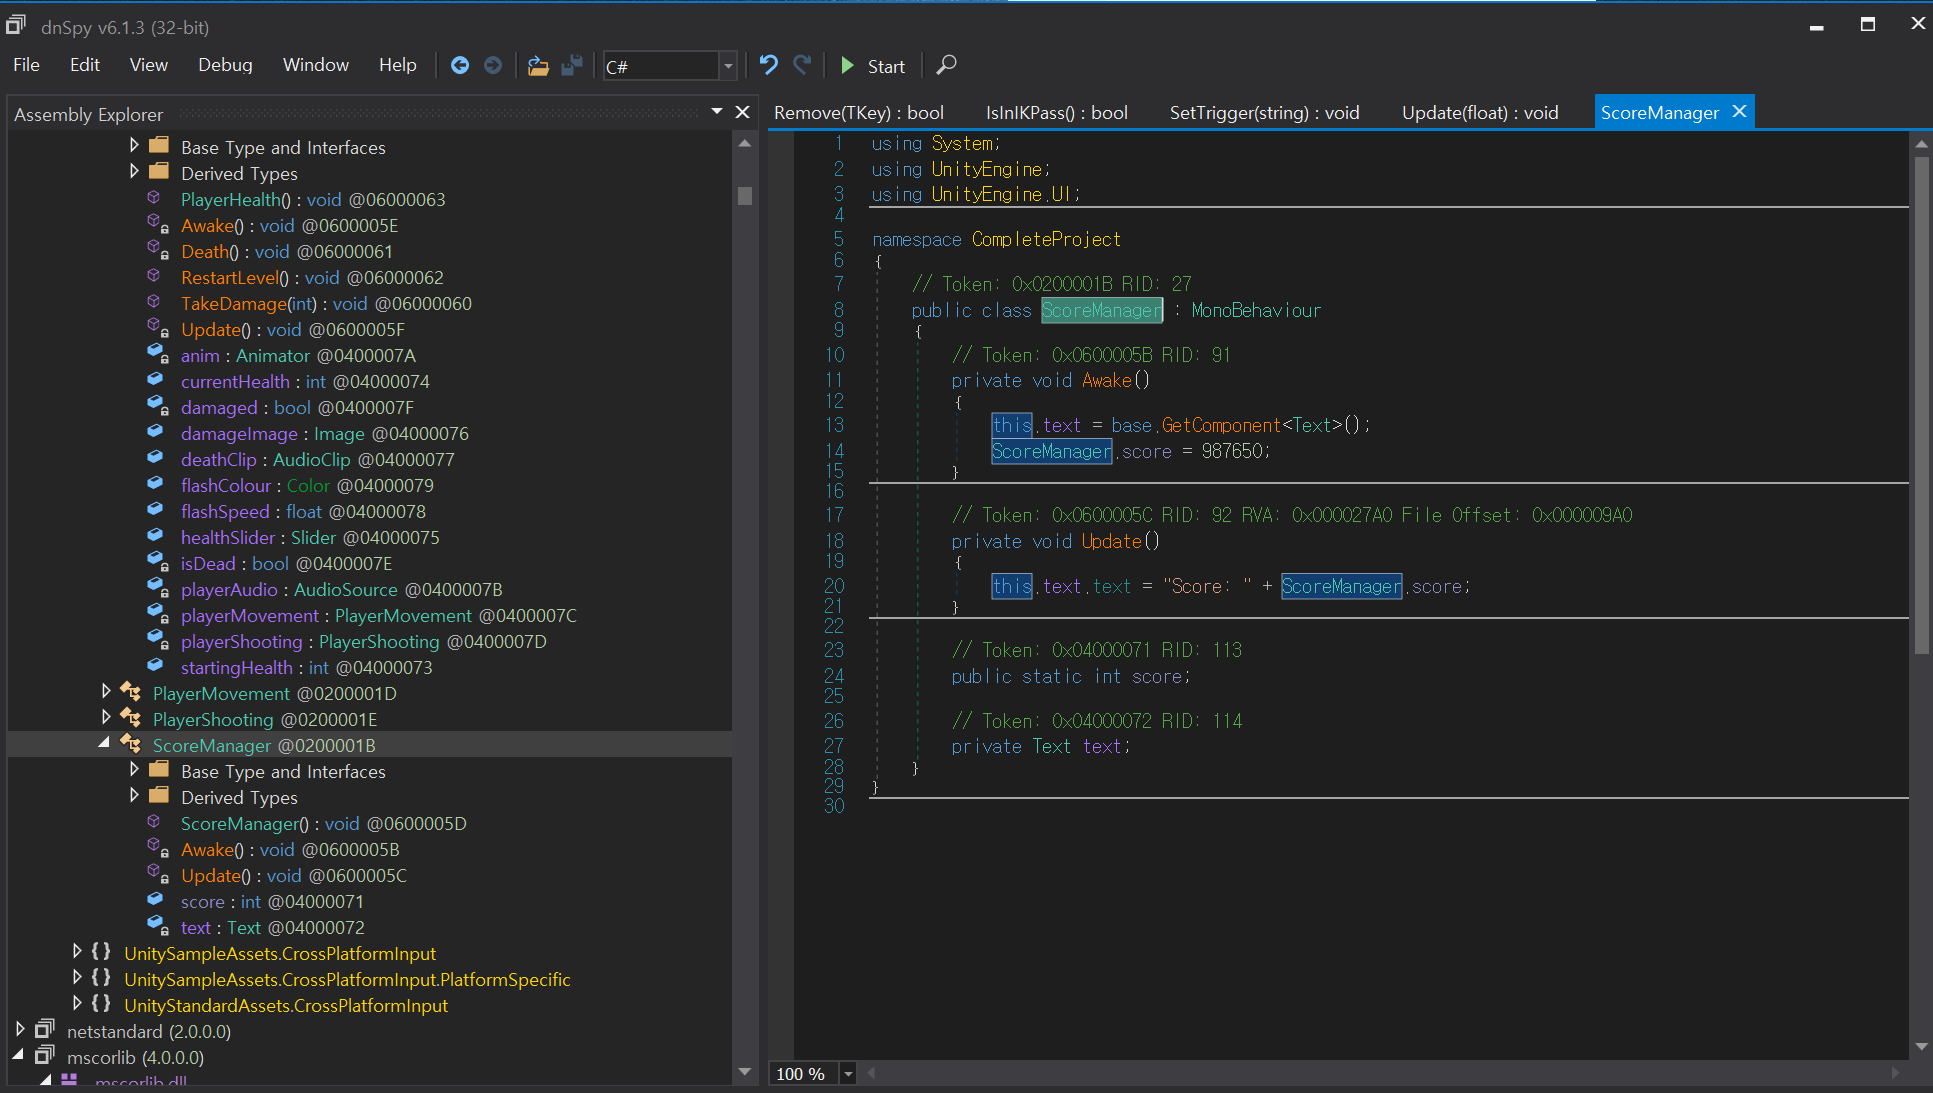 dnSpy v6.1.3 (32-bit)
File Edit View Debug Window Help C# Start
Assembly Explorer
Base Type and Interfaces
Derived Types
PlayerHealth() : void @06000063
Awake() : void @0600005E
Death() : void @06000061
RestartLevel() : void @06000062
TakeDamage(int) : void @06000060
Update() : void @0600005F
anim : Animator @0400007A
currentHealth : int @04000074
damaged : bool @0400007F
damageImage : Image @04000076
deathClip : AudioClip @04000077
flashColour : Color @04000079
flashSpeed : float @04000078
healthSlider : Slider @04000075
isDead : bool @0400007E
playerAudio : AudioSource @0400007B
playerMovement : PlayerMovement @0400007C
playerShooting : PlayerShooting @0400007D
startingHealth : int @04000073
PlayerMovement @0200001D
PlayerShooting @0200001E
ScoreManager @0200001B
Base Type and Interfaces
Derived Types
ScoreManager() : void @0600005D
Awake() : void @0600005B
Update() : void @0600005C
score : int @04000071
text : Text @04000072
{ } UnitySampleAssets.CrossPlatformInput
{ } UnitySampleAssets.CrossPlatformInput.PlatformSpecific
{ } UnityStandardAssets.CrossPlatformInput
netstandard (2.0.0.0)
mscorlib (4.0.0.0)
mscorlib.dll
Remove(TKey) : bool IsInIKPass() : bool SetTrigger(string) : void Update(float) : void ScoreManager
1 using System;
2 using UnityEngine;
3 using UnityEngine.UI;
4
5 namespace CompleteProject
6 {
7 // Token: 0x0200001B RID: 27
8 public class ScoreManager : MonoBehaviour
9 {
10 // Token: 0x0600005B RID: 91
11 private void Awake()
12 {
13 this.text = base.GetComponent<Text>();
14 ScoreManager.score = 987650;
15 }
16
17 // Token: 0x0600005C RID: 92 RVA: 0x000027A0 File Offset: 0x000009A0
18 private void Update()
19 {
20 this.text.text = "Score: " + ScoreManager.score;
21 }
22
23 // Token: 0x04000071 RID: 113
24 public static int score;
25
26 // Token: 0x04000072 RID: 114
27 private Text text;
28 }
29 }
30
100 %